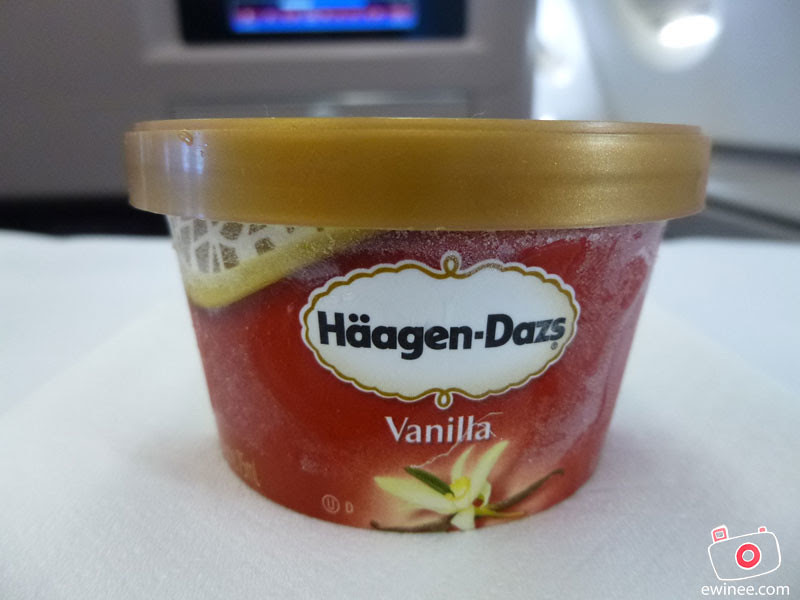 Häagen-Dazs®
Vanilla
U D
ewinee.com